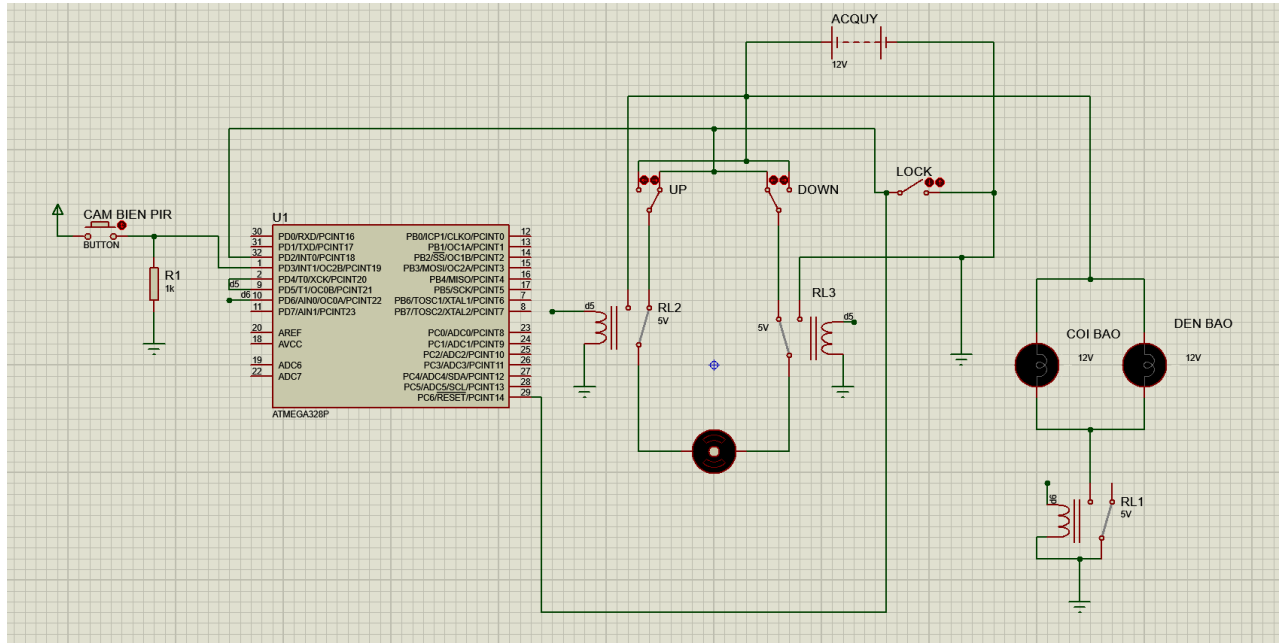 ACQUY
12V
UP
DOWN
LOCK
CAM BIEN PIR
BUTTON
R1
1k
U1
30 PD0/RXD/PCINT16
31 PD1/TXD/PCINT17
32 PD2/INT0/PCINT18
1 PD3/INT1/OC2B/PCINT19
2 PD4/T0/XCK/PCINT20
d5 9 PD5/T1/OC0B/PCINT21
d6 10 PD6/AIN0/OC0A/PCINT22
11 PD7/AIN1/PCINT23
20 AREF
18 AVCC
19 ADC6
22 ADC7
PB0/ICP1/CLKO/PCINT0 12
PB1/OC1A/PCINT1 13
PB2/SS/OC1B/PCINT2 14
PB3/MOSI/OC2A/PCINT3 15
PB4/MISO/PCINT4 16
PB5/SCK/PCINT5 17
PB6/TOSC1/XTAL1/PCINT6 7
PB7/TOSC2/XTAL2/PCINT7 8
PC0/ADC0/PCINT8 23
PC1/ADC1/PCINT9 24
PC2/ADC2/PCINT10 25
PC3/ADC3/PCINT11 26
PC4/ADC4/SDA/PCINT12 27
PC5/ADC5/SCL/PCINT13 28
PC6/RESET/PCINT14 29
ATMEGA328P
d5
RL2
5V
RL3
5V
d5
COI BAO
12V
DEN BAO
12V
d6
RL1
5V